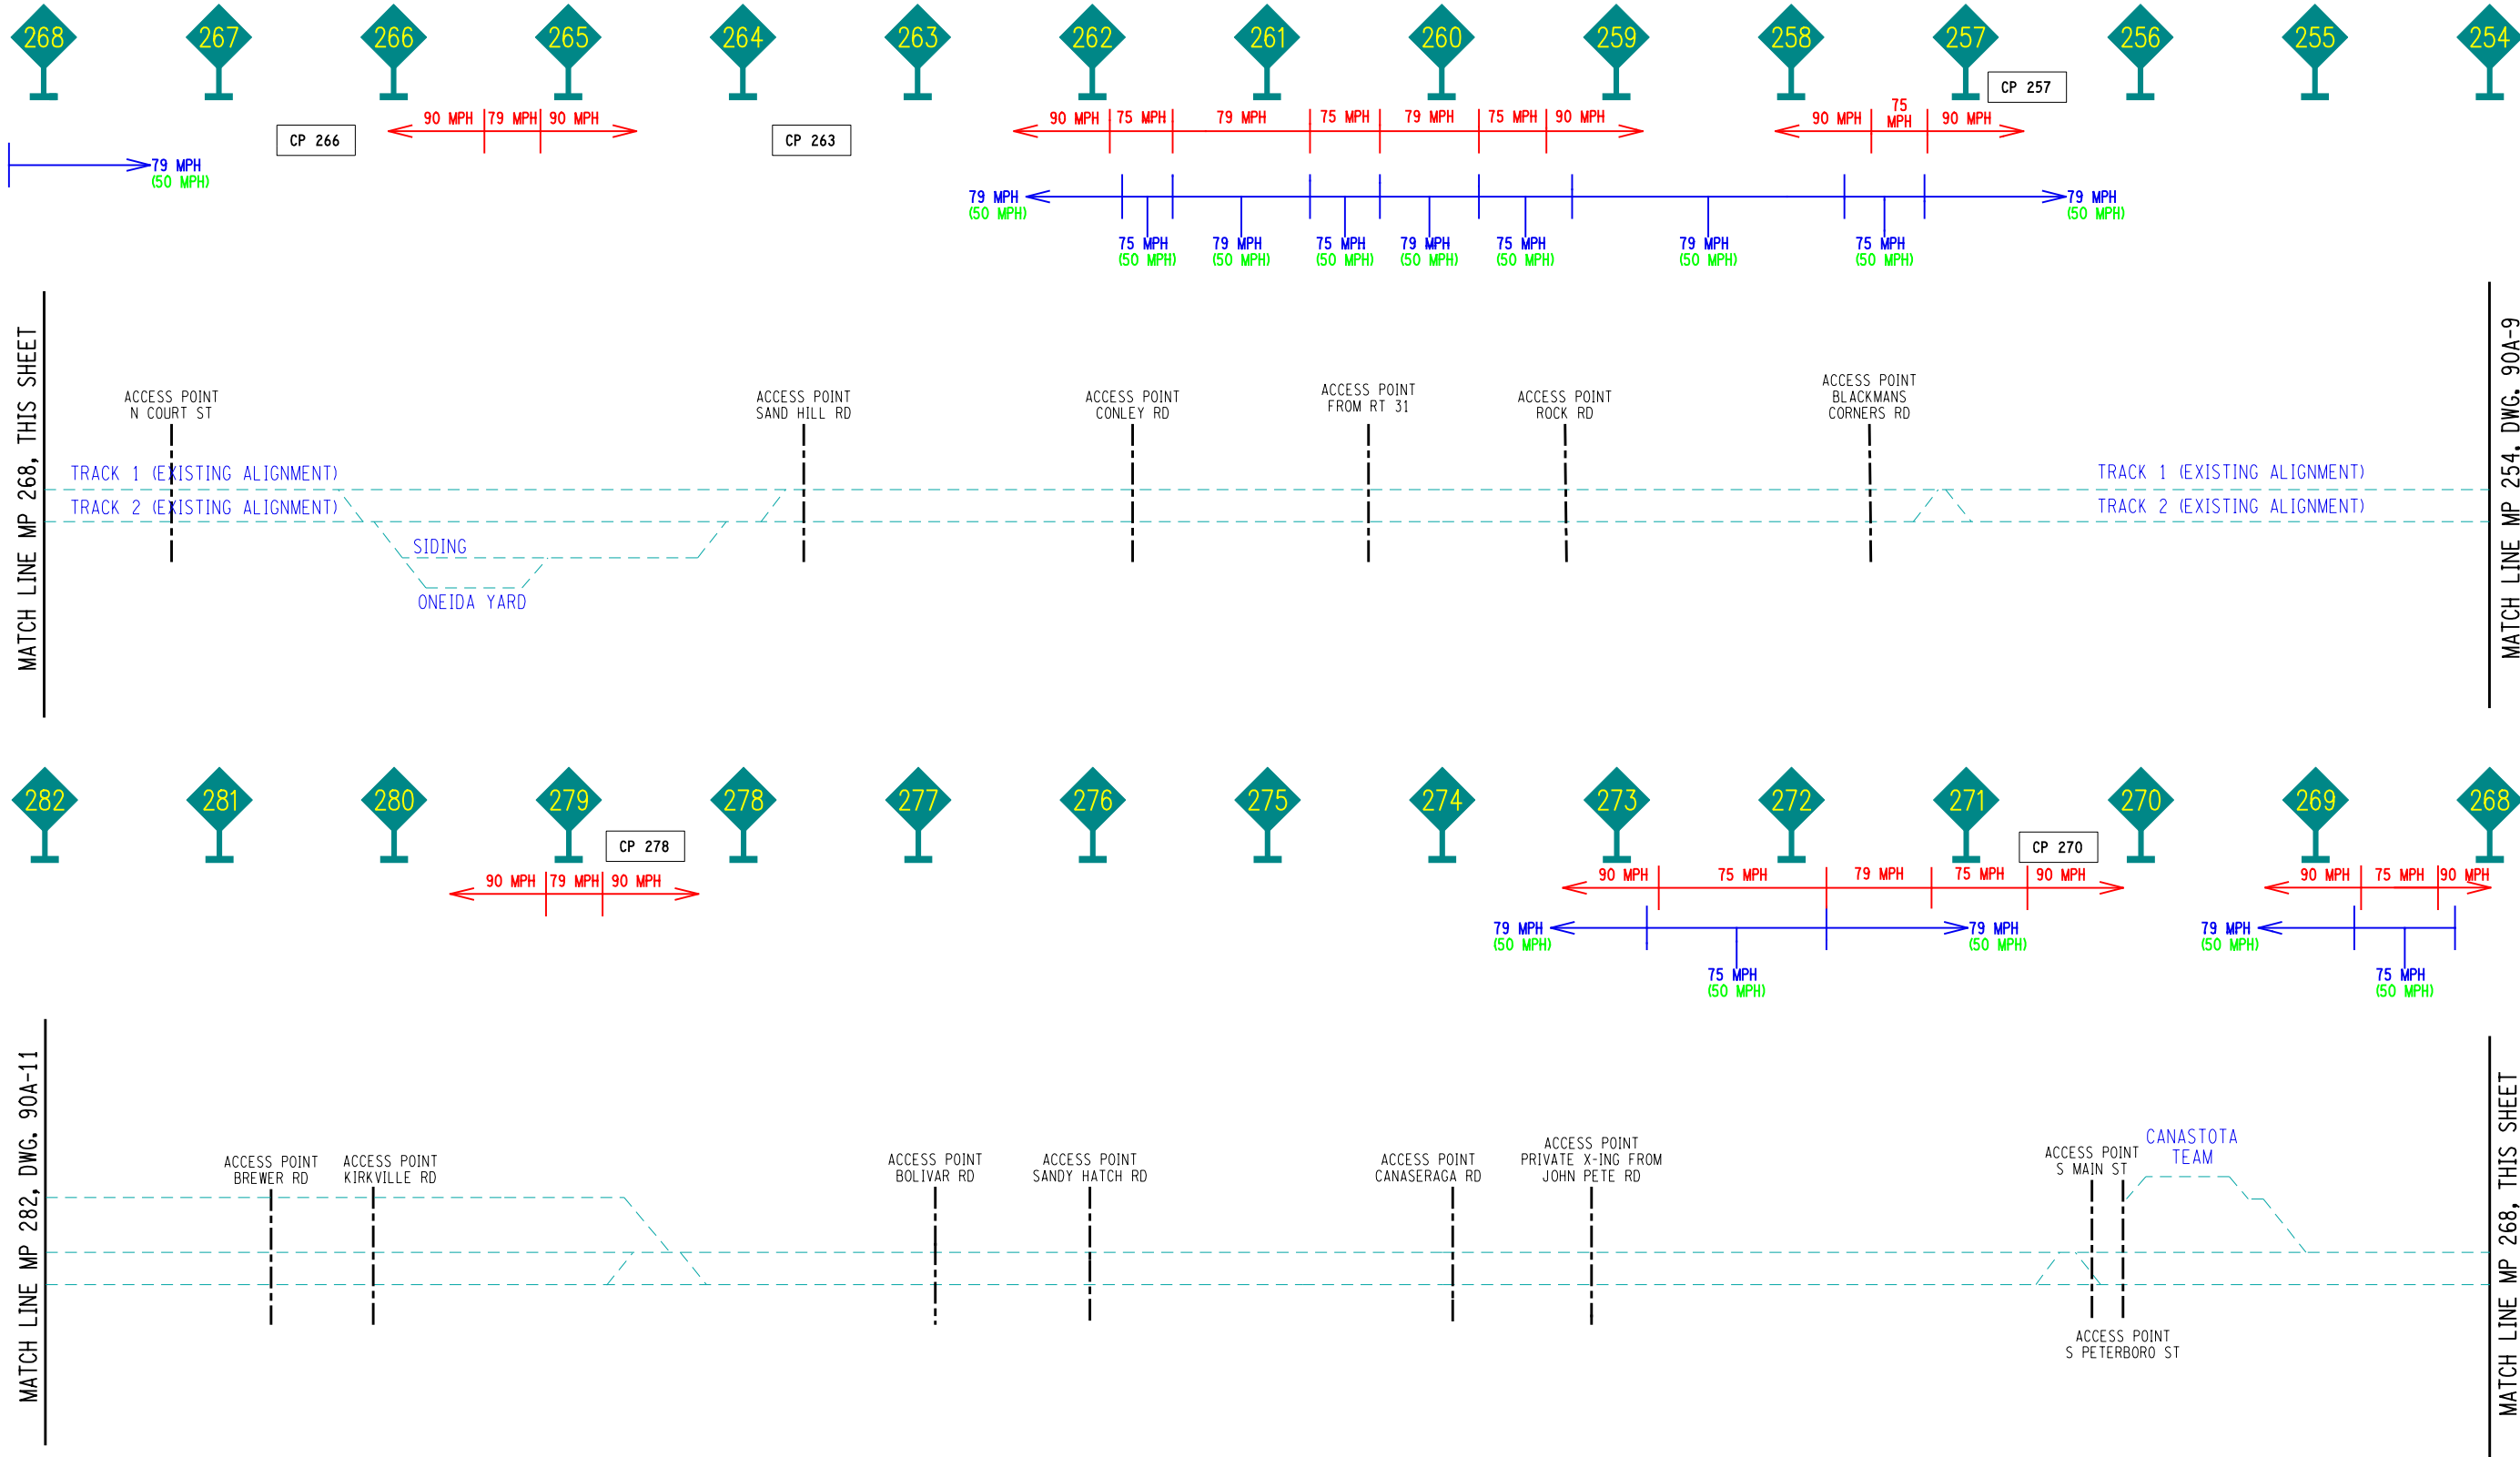 268 267 266 265 264 263 262 261 260 259 258 257 256 255 254
CP 257
CP 266
CP 263
90 MPH 79 MPH 90 MPH
90 MPH 75 MPH 79 MPH 75 MPH 79 MPH 75 MPH 90 MPH
90 MPH 75 MPH 90 MPH
79 MPH
(50 MPH)
79 MPH
(50 MPH)
75 MPH
(50 MPH)
79 MPH
(50 MPH)
75 MPH
(50 MPH)
79 MPH
(50 MPH)
75 MPH
(50 MPH)
79 MPH
(50 MPH)
75 MPH
(50 MPH)
79 MPH
(50 MPH)
MATCH LINE MP 268, THIS SHEET
ACCESS POINT
N COURT ST
ACCESS POINT
SAND HILL RD
ACCESS POINT
CONLEY RD
ACCESS POINT
FROM RT 31
ACCESS POINT
ROCK RD
ACCESS POINT
BLACKMANS
CORNERS RD
TRACK 1 (EXISTING ALIGNMENT)
TRACK 2 (EXISTING ALIGNMENT)
SIDING
ONEIDA YARD
TRACK 1 (EXISTING ALIGNMENT)
TRACK 2 (EXISTING ALIGNMENT)
MATCH LINE MP 254, DWG. 90A-9
282 281 280 279 278 277 276 275 274 273 272 271 270 269 268
CP 278
CP 270
90 MPH 79 MPH 90 MPH
90 MPH 75 MPH 79 MPH 75 MPH 90 MPH
90 MPH 75 MPH 90 MPH
79 MPH
(50 MPH)
75 MPH
(50 MPH)
79 MPH
(50 MPH)
79 MPH
(50 MPH)
75 MPH
(50 MPH)
MATCH LINE MP 282, DWG. 90A-11
ACCESS POINT
BREWER RD
ACCESS POINT
KIRKVILLE RD
ACCESS POINT
BOLIVAR RD
ACCESS POINT
SANDY HATCH RD
ACCESS POINT
CANASERAGA RD
ACCESS POINT
PRIVATE X-ING FROM
JOHN PETE RD
ACCESS POINT
S MAIN ST
CANASTOTA
TEAM
ACCESS POINT
S PETERBORO ST
MATCH LINE MP 268, THIS SHEET